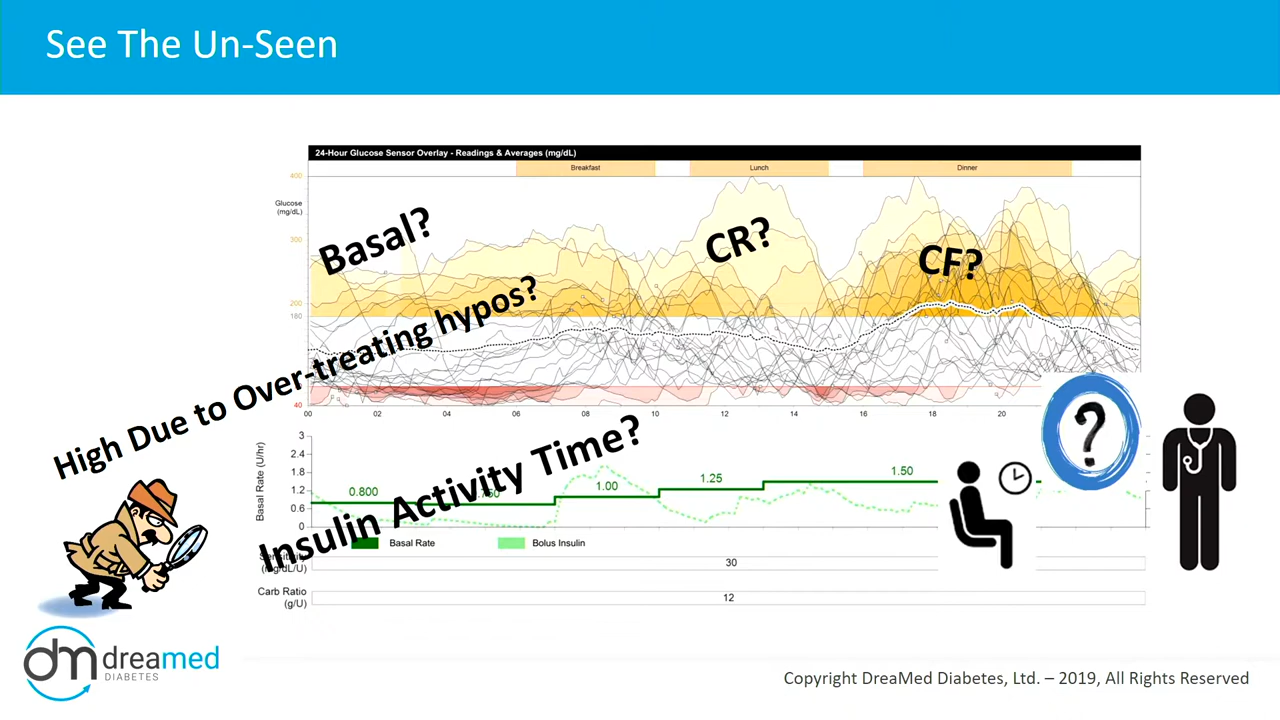 See The Un-Seen
24-Hour Glucose Sensor Overlay - Readings & Averages (mg/dL)
Breakfast Lunch Dinner
400
Glucose
(mg/dL)
300
200
180
40
00 02 04 06 08 10 12 14 16 18 20
Basal?
CR?
CF?
High Due to Over-treating hypos?
Insulin Activity Time?
?
Basal Rate (U/hr)
3
2.4
1.8
1.2
0.6
0
0.800 1.00 1.25 1.50
Basal Rate Bolus Insulin
(mg/dL/U)
30
Carb Ratio
(g/U)
12
dm dreamed
DIABETES
Copyright DreaMed Diabetes, Ltd. – 2019, All Rights Reserved